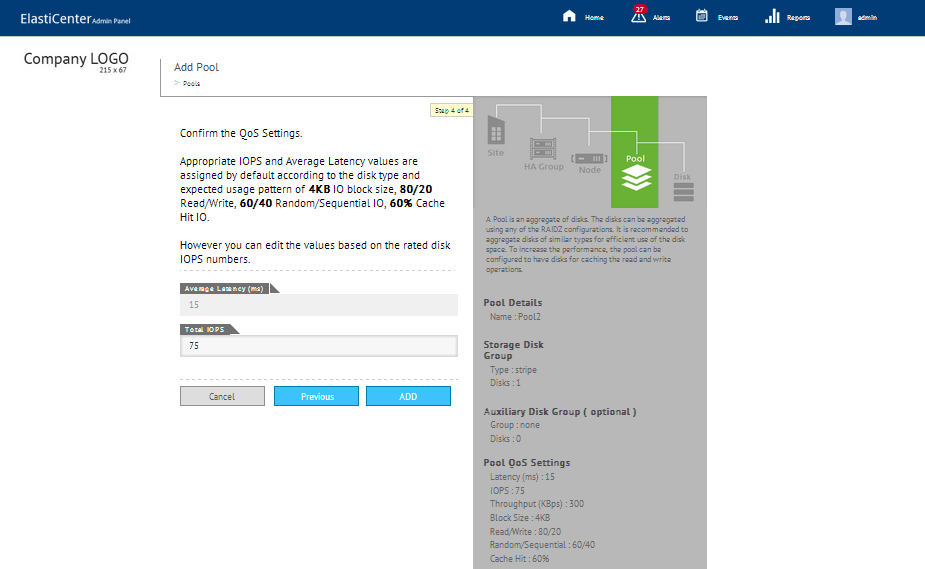 ElastiCenter Admin Panel
Home
27
Alerts
Events
Reports
admin
Company LOGO
215 x 67
Add Pool
> Pools
Step 4 of 4
Confirm the QoS Settings.
Appropriate IOPS and Average Latency values are
assigned by default according to the disk type and
expected usage pattern of 4KB IO block size, 80/20
Read/Write, 60/40 Random/Sequential IO, 60% Cache
Hit IO.
However you can edit the values based on the rated disk
IOPS numbers.
Average Latency (ms)
15
Total IOPS
75
Cancel
Previous
ADD
Site
HA Group
Node
Pool
Disk
A Pool is an aggregate of disks. The disks can be aggregated
using any of the RAIDZ configurations. It is recommended to
aggregate disks of similar types for efficient use of the disk
space. To increase the performance, the pool can be
configured to have disks for caching the read and write
operations.
Pool Details
Name : Pool2
Storage Disk
Group
Type : stripe
Disks : 1
Auxiliary Disk Group ( optional )
Group : none
Disks : 0
Pool QoS Settings
Latency (ms) : 15
IOPS : 75
Throughput (KBps) : 300
Block Size : 4KB
Read/Write : 80/20
Random/Sequential : 60/40
Cache Hit : 60%